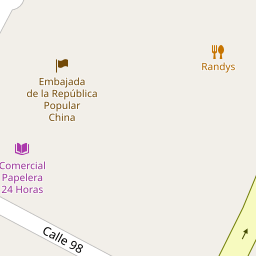 Randys
Embajada
de la República
Popular
China
Comercial
Papelera
24 Horas
Calle 98